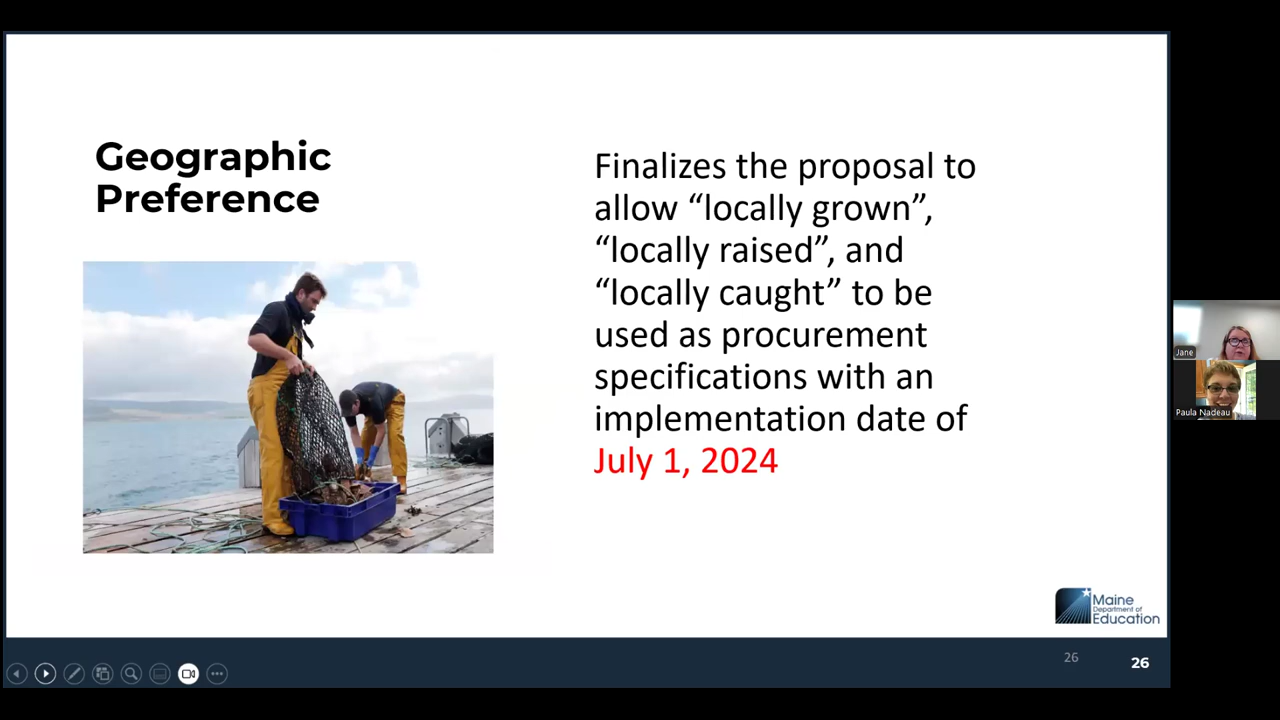 Geographic
Preference
Finalizes the proposal to
allow “locally grown”,
“locally raised”, and
“locally caught” to be
used as procurement
specifications with an
implementation date of
July 1, 2024
Maine
Department of
Education
26
26
Jane
Paula Nadeau